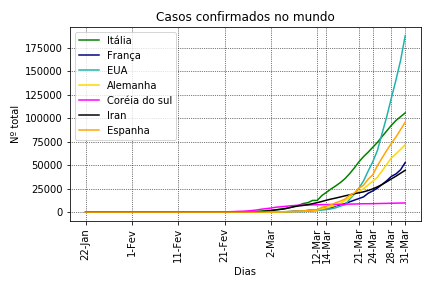 Casos confirmados no mundo
Nº total
175000
150000
125000
100000
75000
50000
25000
0
Itália
França
EUA
Alemanha
Coréia do sul
Iran
Espanha
22-Jan
1-Fev
11-Fev
21-Fev
2-Mar
12-Mar
14-Mar
21-Mar
24-Mar
28-Mar
31-Mar
Dias